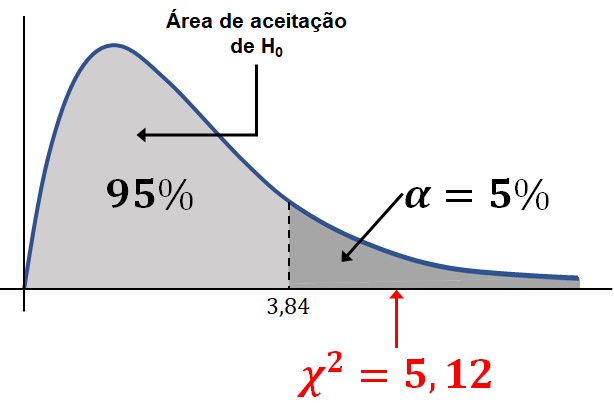 Área de aceitação
de H₀
95%
α = 5%
3,84
χ² = 5,12